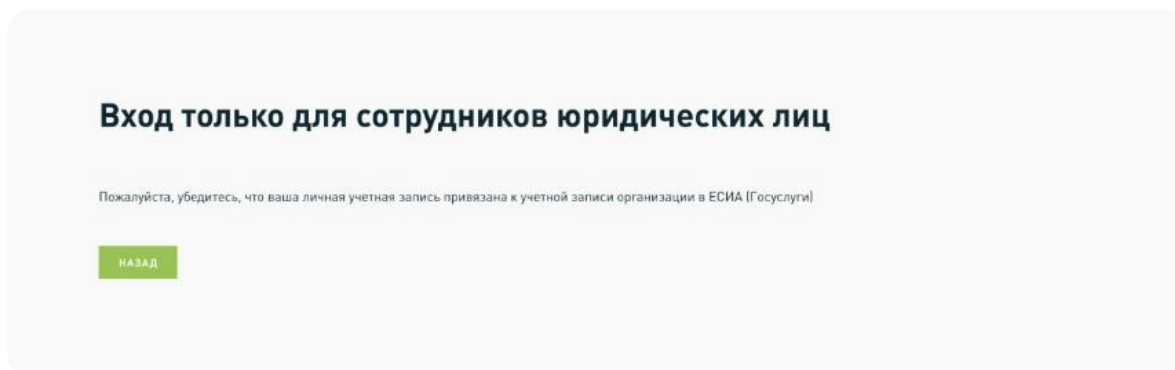 Вход только для сотрудников юридических лиц
Пожалуйста, убедитесь, что ваша личная учетная запись привязана к учетной записи организации в ЕСИА (Госуслуги)
НАЗАД